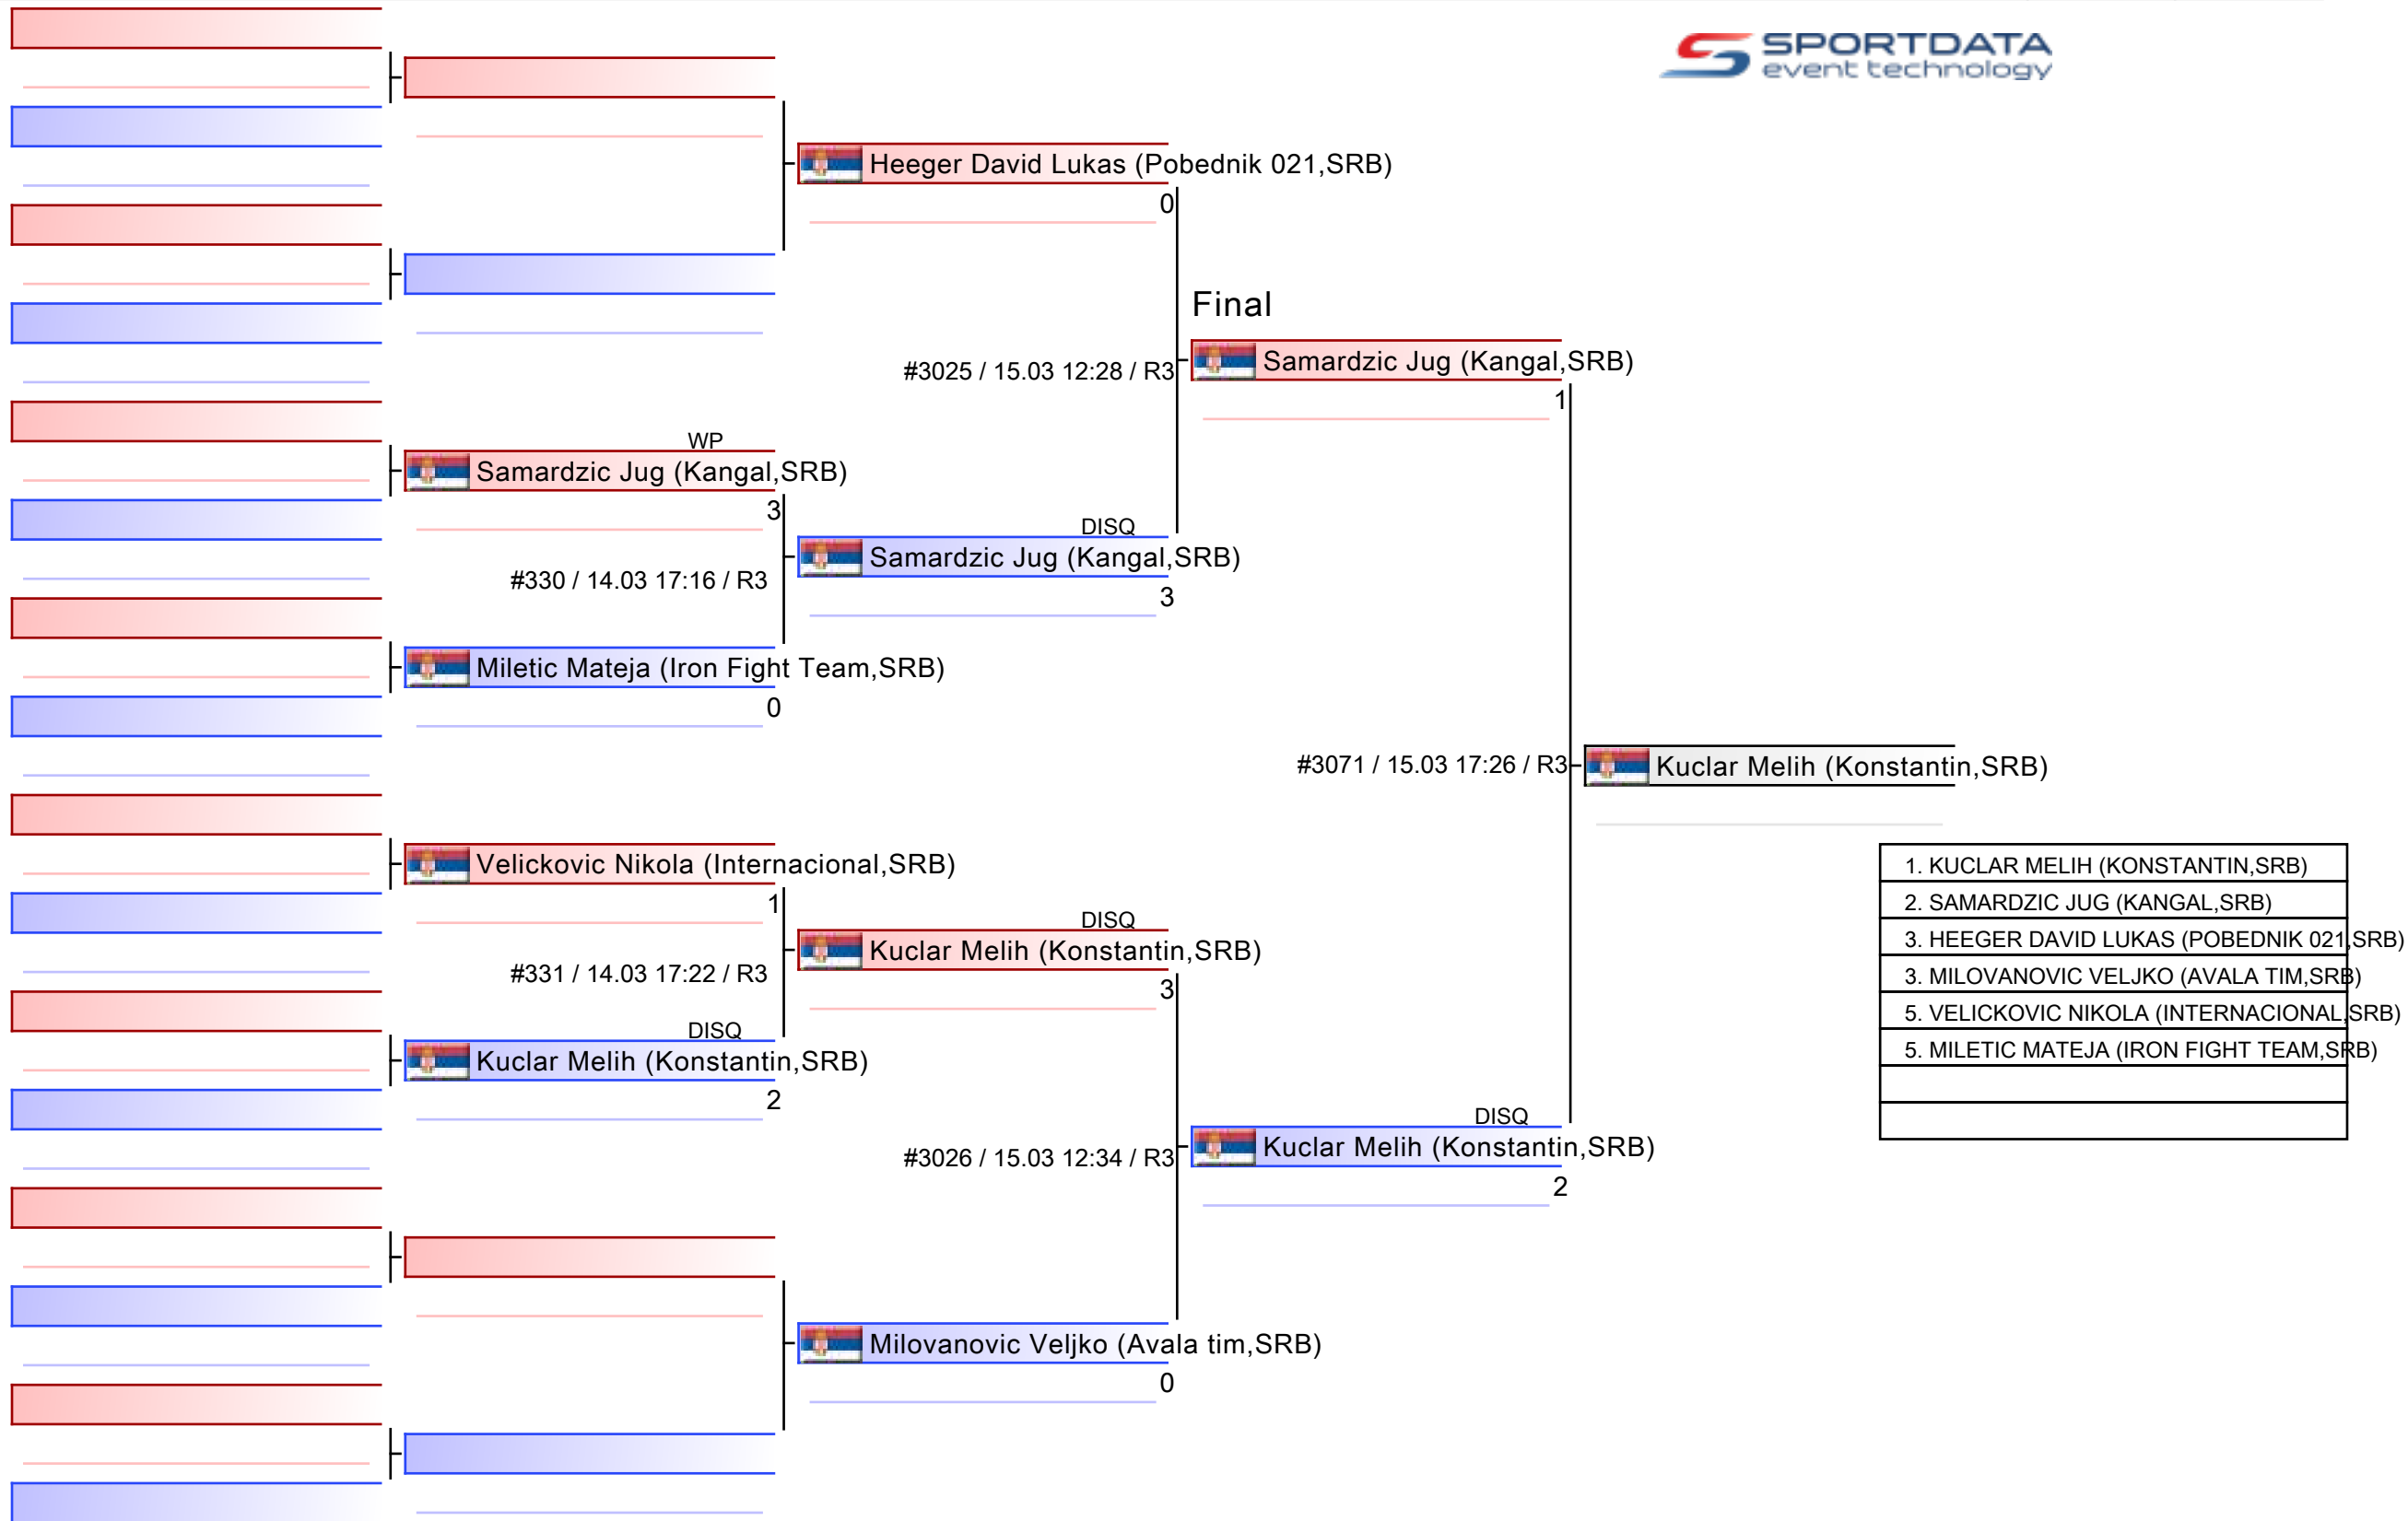 SPORTDATA
event technology
Heeger David Lukas (Pobednik 021,SRB)
0
Final
#3025 / 15.03 12:28 / R3
Samardzic Jug (Kangal,SRB)
1
WP
Samardzic Jug (Kangal,SRB)
3
DISQ
Samardzic Jug (Kangal,SRB)
#330 / 14.03 17:16 / R3
3
Miletic Mateja (Iron Fight Team,SRB)
0
#3071 / 15.03 17:26 / R3
Kuclar Melih (Konstantin,SRB)
Velickovic Nikola (Internacional,SRB)
1
DISQ
Kuclar Melih (Konstantin,SRB)
#331 / 14.03 17:22 / R3
3
DISQ
Kuclar Melih (Konstantin,SRB)
2
DISQ
#3026 / 15.03 12:34 / R3
Kuclar Melih (Konstantin,SRB)
2
Milovanovic Veljko (Avala tim,SRB)
0
1. KUCLAR MELIH (KONSTANTIN,SRB)
2. SAMARDZIC JUG (KANGAL,SRB)
3. HEEGER DAVID LUKAS (POBEDNIK 021,SRB)
3. MILOVANOVIC VELJKO (AVALA TIM,SRB)
5. VELICKOVIC NIKOLA (INTERNACIONAL,SRB)
5. MILETIC MATEJA (IRON FIGHT TEAM,SRB)